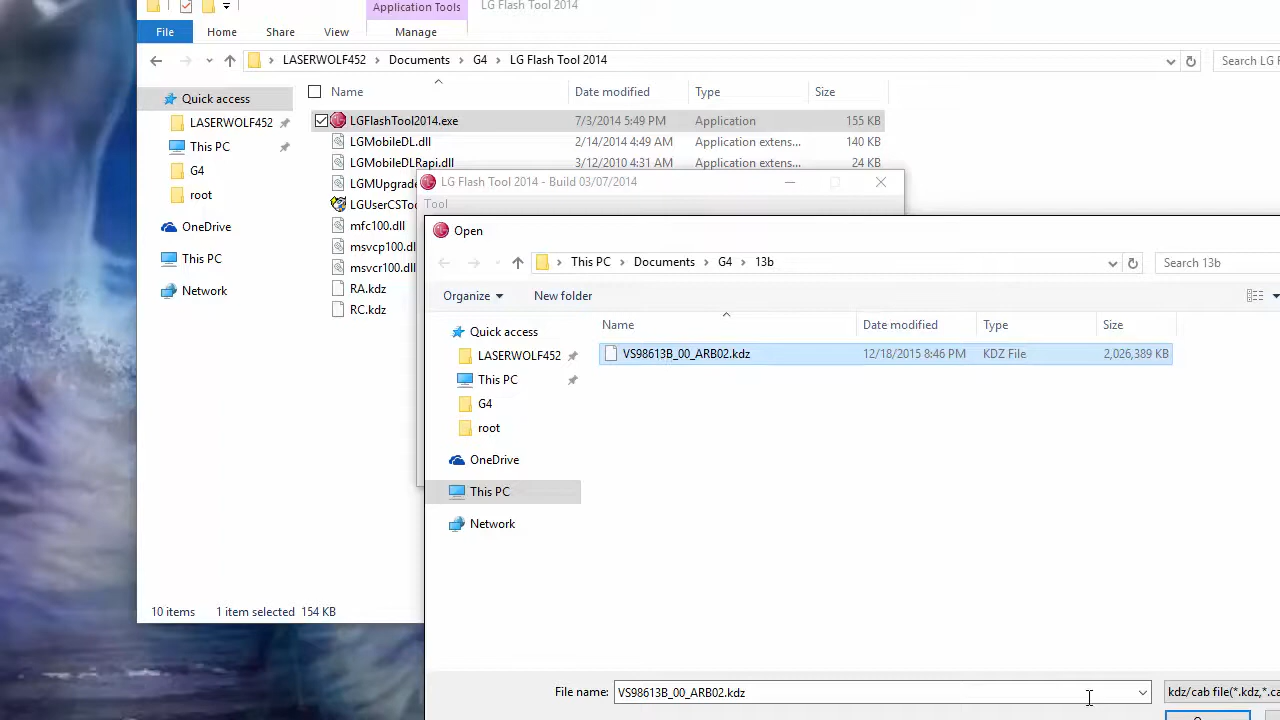 Application Tools
LG Flash Tool 2014
File
Home
Share
View
Manage
LASERWOLF452
Documents
G4
LG Flash Tool 2014
Search LG F
Quick access
Name
Date modified
Type
Size
LASERWOLF452
LGFlashTool2014.exe
7/3/2014 5:49 PM
Application
155 KB
This PC
LGMobileDL.dll
2/14/2014 4:49 AM
Application extens...
140 KB
G4
LGMobileDLRapi.dll
3/12/2010 4:31 AM
Application extens...
24 KB
root
LGMUpgrade
OneDrive
LGUserCSToo
This PC
mfc100.dll
Network
msvcp100.dll
msvcr100.dll
RA.kdz
RC.kdz
10 items
1 item selected
154 KB
LG Flash Tool 2014 - Build 03/07/2014
Tool
Open
This PC
Documents
G4
13b
Search 13b
Organize
New folder
Quick access
LASERWOLF452
This PC
G4
root
OneDrive
This PC
Network
Name
Date modified
Type
Size
VS98613B_00_ARB02.kdz
12/18/2015 8:46 PM
KDZ File
2,026,389 KB
File name:
VS98613B_00_ARB02.kdz
kdz/cab file(*.kdz,*.c